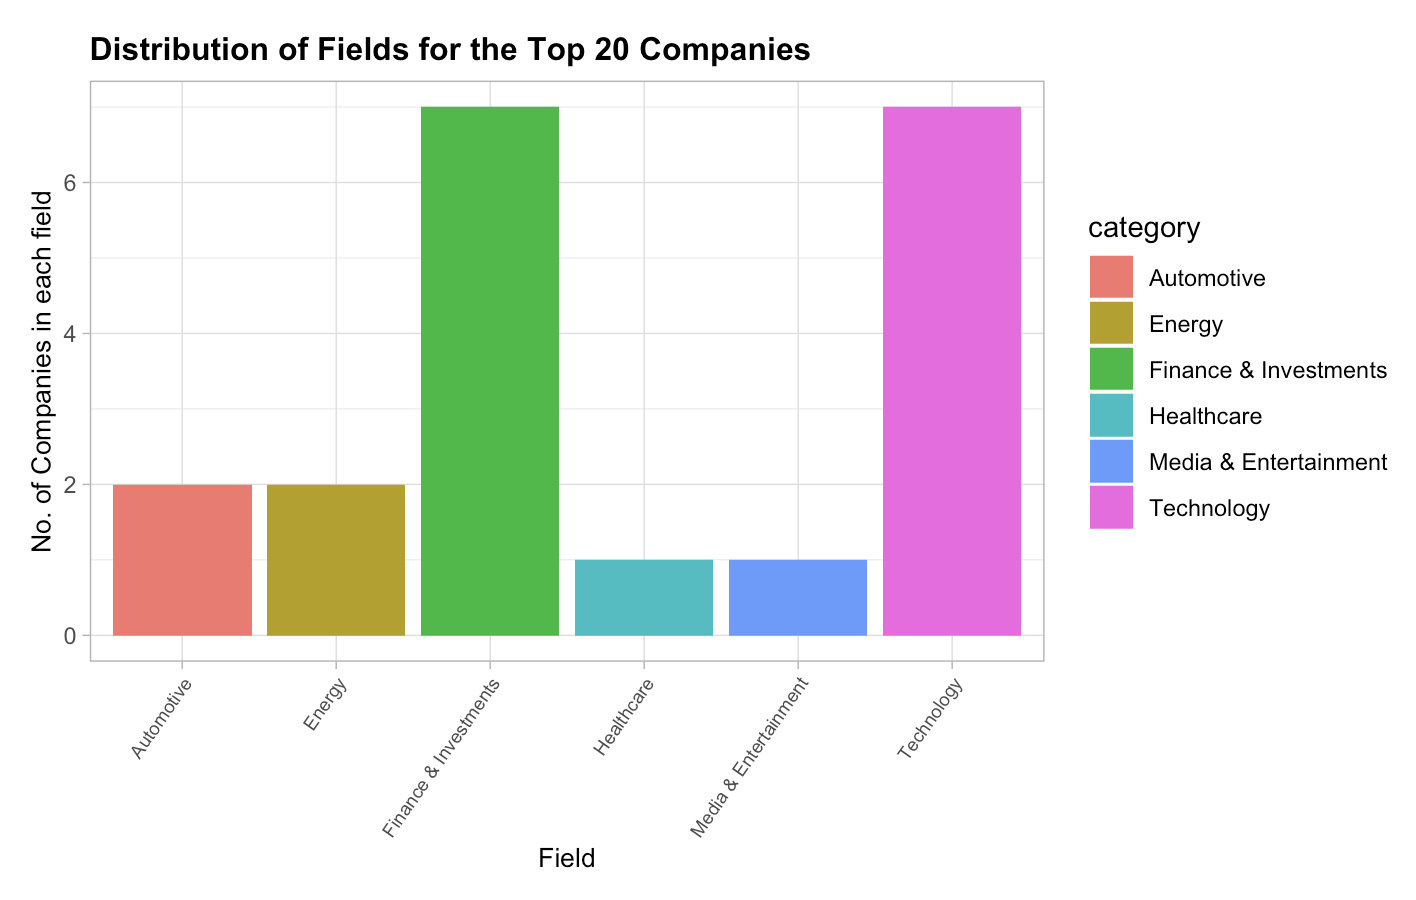 Distribution of Fields for the Top 20 Companies
No. of Companies in each field
6
4
2
0
Automotive
Energy
Finance & Investments
Healthcare
Media & Entertainment
Technology
Field
category
Automotive
Energy
Finance & Investments
Healthcare
Media & Entertainment
Technology